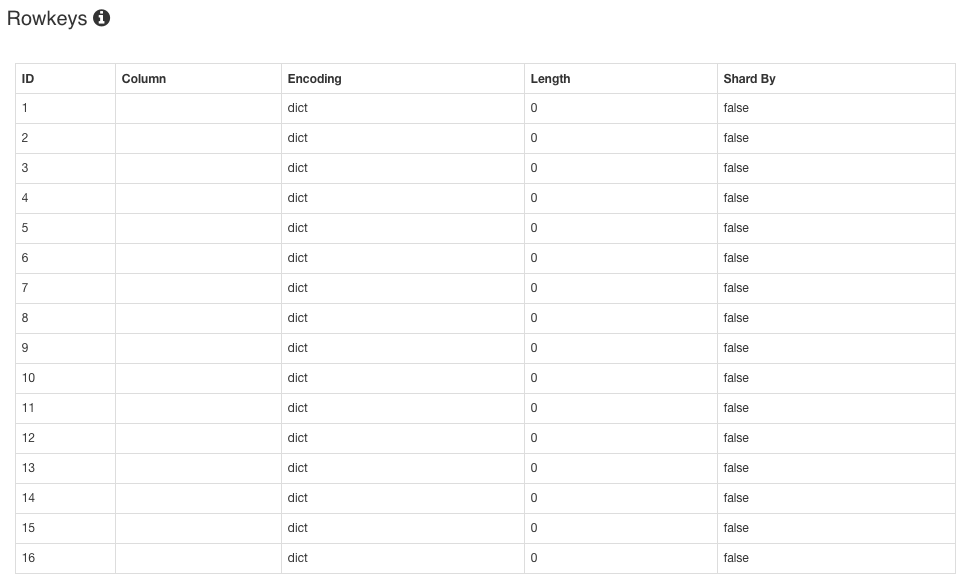 Rowkeys
ID Column Encoding Length Shard By
1 dict 0 false
2 dict 0 false
3 dict 0 false
4 dict 0 false
5 dict 0 false
6 dict 0 false
7 dict 0 false
8 dict 0 false
9 dict 0 false
10 dict 0 false
11 dict 0 false
12 dict 0 false
13 dict 0 false
14 dict 0 false
15 dict 0 false
16 dict 0 false